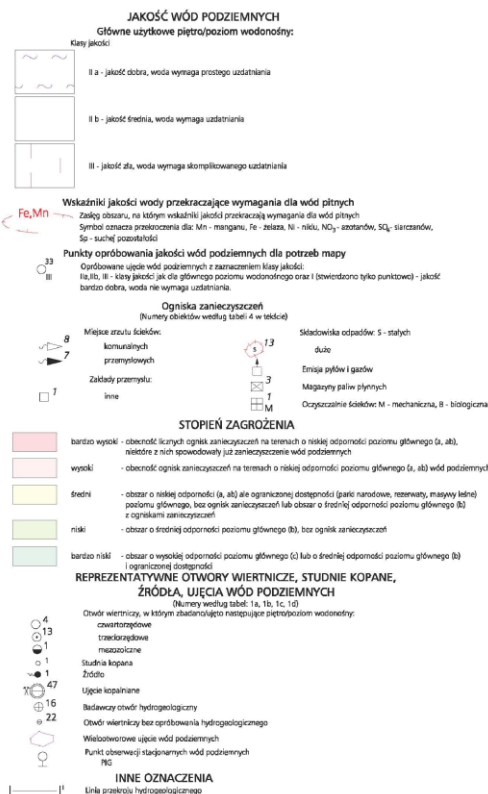 JAKOŚĆ WÓD PODZIEMNYCH
Główne użytkowe piętro/poziom wodonośny:
Klasy jakości
II a - jakość dobra, woda wymaga prostego uzdatniania
II b - jakość średnia, woda wymaga uzdatniania
III - jakość zła, woda wymaga skomplikowanego uzdatniania
Wskaźniki jakości wody przekraczające wymagania dla wód pitnych
Fe,Mn
Zasięg obszaru, na którym wskaźniki jakości przekraczają wymagania dla wód pitnych
Symbol oznacza przekroczenia dla: Mn - manganu, Fe - żelaza, Ni - niklu, NO₃- azotanów, SO₄- siarczanów,
Sp - suchej pozostałości
Punkty opróbowania jakości wód podziemnych dla potrzeb mapy
33
III
Opróbowane ujęcie wód podziemnych z zaznaczeniem klasy jakości:
IIa,IIb, III - klasy jakości jak dla głównego poziomu wodonośnego oraz I (stwierdzono tylko punktowo) - jakość
bardzo dobra, woda nie wymaga uzdatniania.
Ogniska zanieczyszczeń
(Numery obiektów według tabeli 4 w tekście)
Miejsce zrzutu ścieków:
8 komunalnych
7 przemysłowych
Zakłady przemysłu:
1 inne
Składowiska odpadów: S - stałych
S 13 duże
Emisja pyłów i gazów
3 Magazyny paliw płynnych
1 M Oczyszczalnie ścieków: M - mechaniczna, B - biologiczna
STOPIEŃ ZAGROŻENIA
bardzo wysoki - obecność licznych ognisk zanieczyszczeń na terenach o niskiej odporności poziomu głównego (a, ab),
niektóre z nich spowodowały już zanieczyszczenie wód podziemnych
wysoki - obecność ognisk zanieczyszczeń na terenach o niskiej odporności poziomu głównego (a, ab) wód podziemnych
średni - obszar o niskiej odporności (a, ab) ale ograniczonej dostępności (parki narodowe, rezerwaty, masywy leśne)
poziomu głównego, bez ognisk zanieczyszczeń lub obszar o średniej odporności poziomu głównego (b)
z ogniskami zanieczyszczeń
niski - obszar o średniej odporności poziomu głównego (b), bez ognisk zanieczyszczeń
bardzo niski - obszar o wysokiej odporności poziomu głównego (c) lub o średniej odporności poziomu głównego (b)
i ograniczonej dostępności
REPREZENTATYWNE OTWORY WIERTNICZE, STUDNIE KOPANE,
ŹRÓDŁA, UJĘCIA WÓD PODZIEMNYCH
(Numery według tabel: 1a, 1b, 1c, 1d)
Otwór wiertniczy, w którym zbadano/ujęto następujące piętro/poziom wodonośny:
4 czwartorzędowe
13 trzeciorzędowe
1 mezozoiczne
1 Studnia kopana
1 Źródło
47 Ujęcie kopalniane
16 Badawczy otwór hydrogeologiczny
22 Otwór wiertniczy bez opróbowania hydrogeologicznego
Wielootworowe ujęcie wód podziemnych
Punkt obserwacji stacjonarnych wód podziemnych
PIG
INNE OZNACZENIA
Linia przekroju hydrogeologicznego